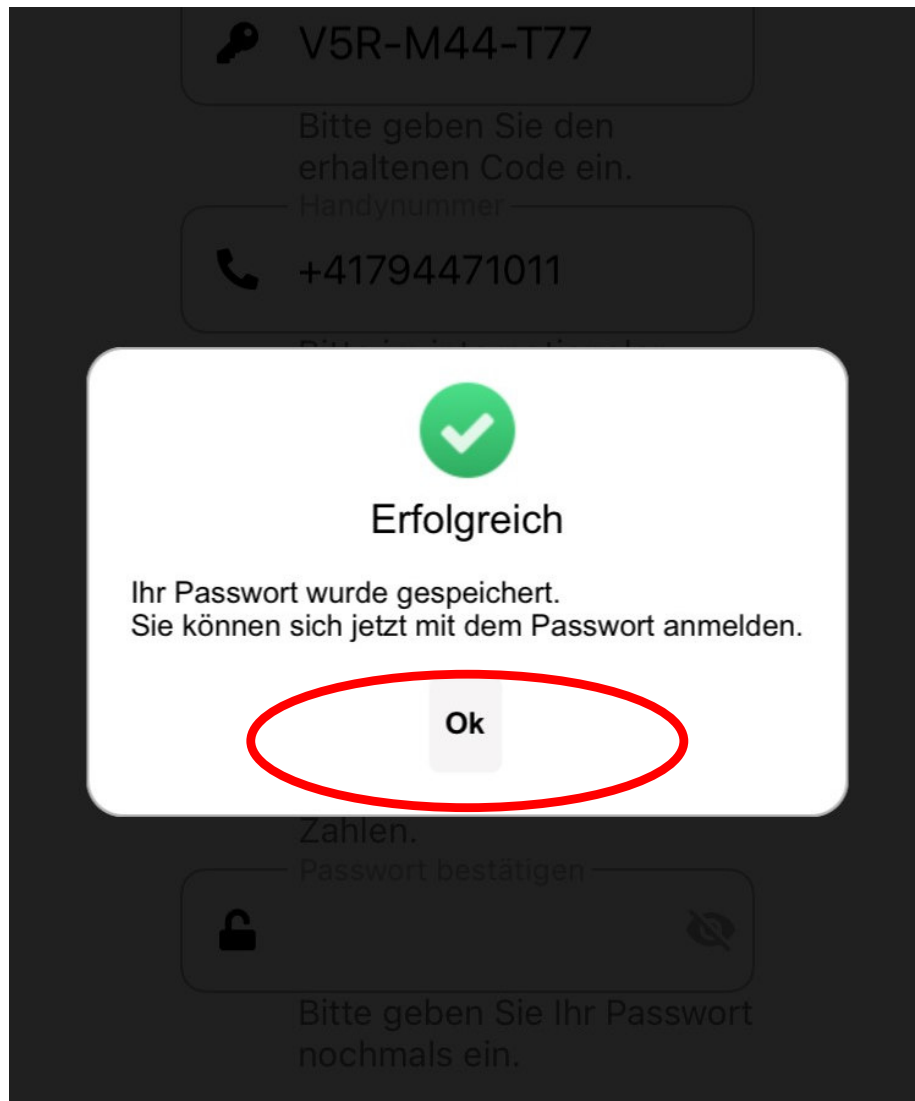 V5R-M44-T77
Bitte geben Sie den
erhaltenen Code ein.
Handynummer
+41794471011
Erfolgreich
Ihr Passwort wurde gespeichert.
Sie können sich jetzt mit dem Passwort anmelden.
Ok
Zahlen.
Passwort bestätigen
Bitte geben Sie Ihr Passwort
nochmals ein.